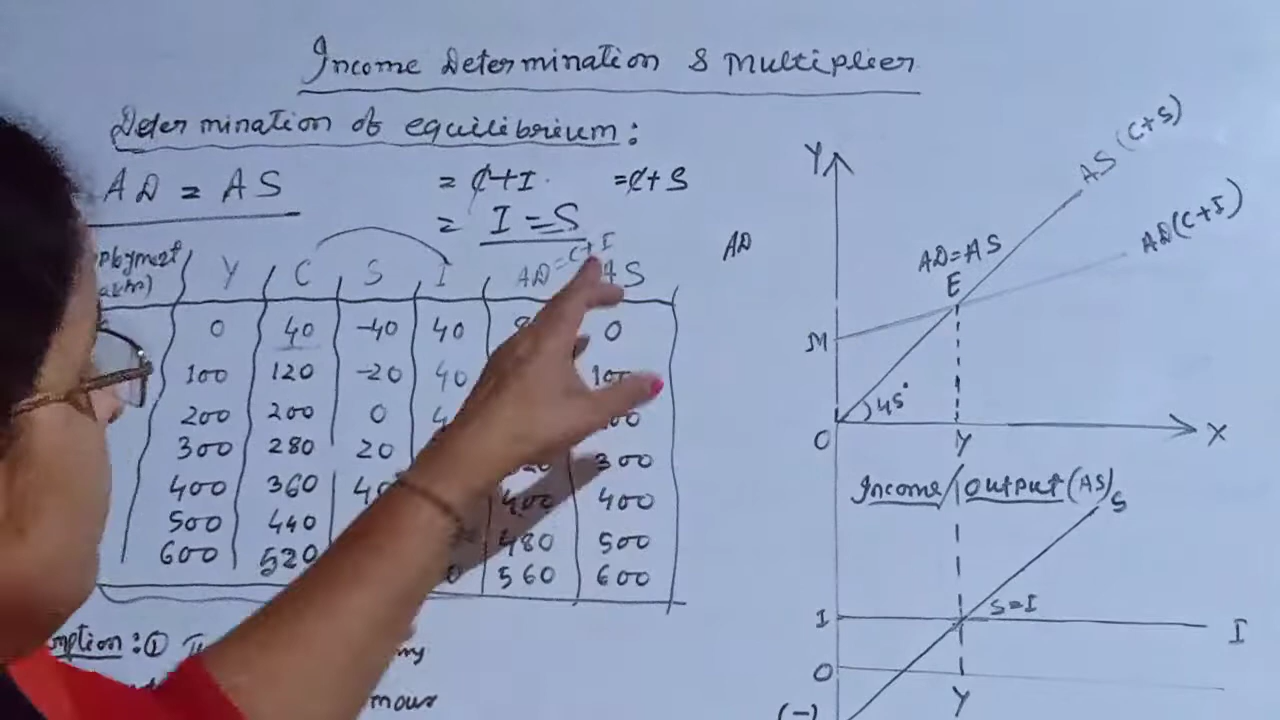 Income Determination & Multiplier
Determination of equilibrium:
AD = AS = C+I = C+S
= I = S
Y C S I AD=C+I AS
0 40 -40 40 0
100 120 -20 40
200 200 0
300 280 20 300
400 360 400 400
500 440 480 500
600 520 560 600
Y
AS (C+S)
AD (C+I)
AD
AD=AS
E
M
45°
O Y X
Income/output (AS)
S
I S=I I
O
(-) Y